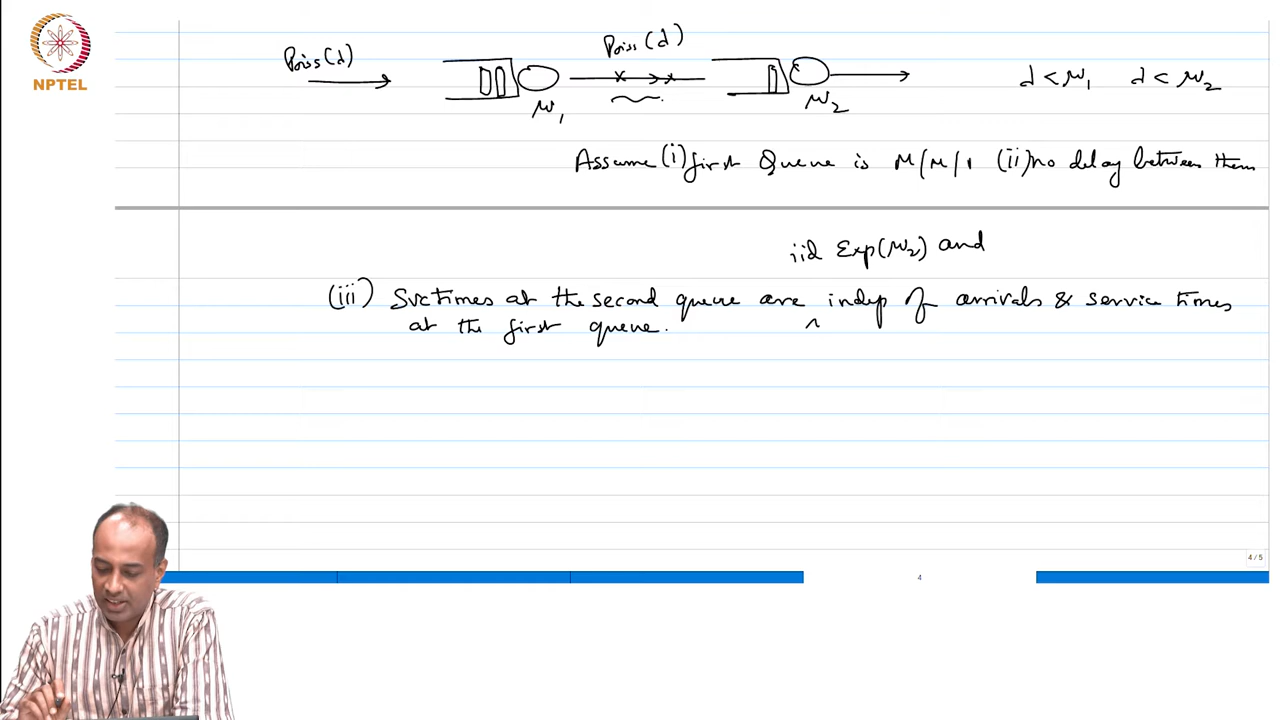 Poiss(λ) Poiss(λ)
NPTEL
μ₁ μ₂ λ < μ₁ λ < μ₂
Assume (i) first Queue is M/M/1 (ii) no delay between them
iid Exp(μ₂) and
(iii) Svc times at the second queue are ^ indep of arrivals & service times
at the first queue.
4/5
4